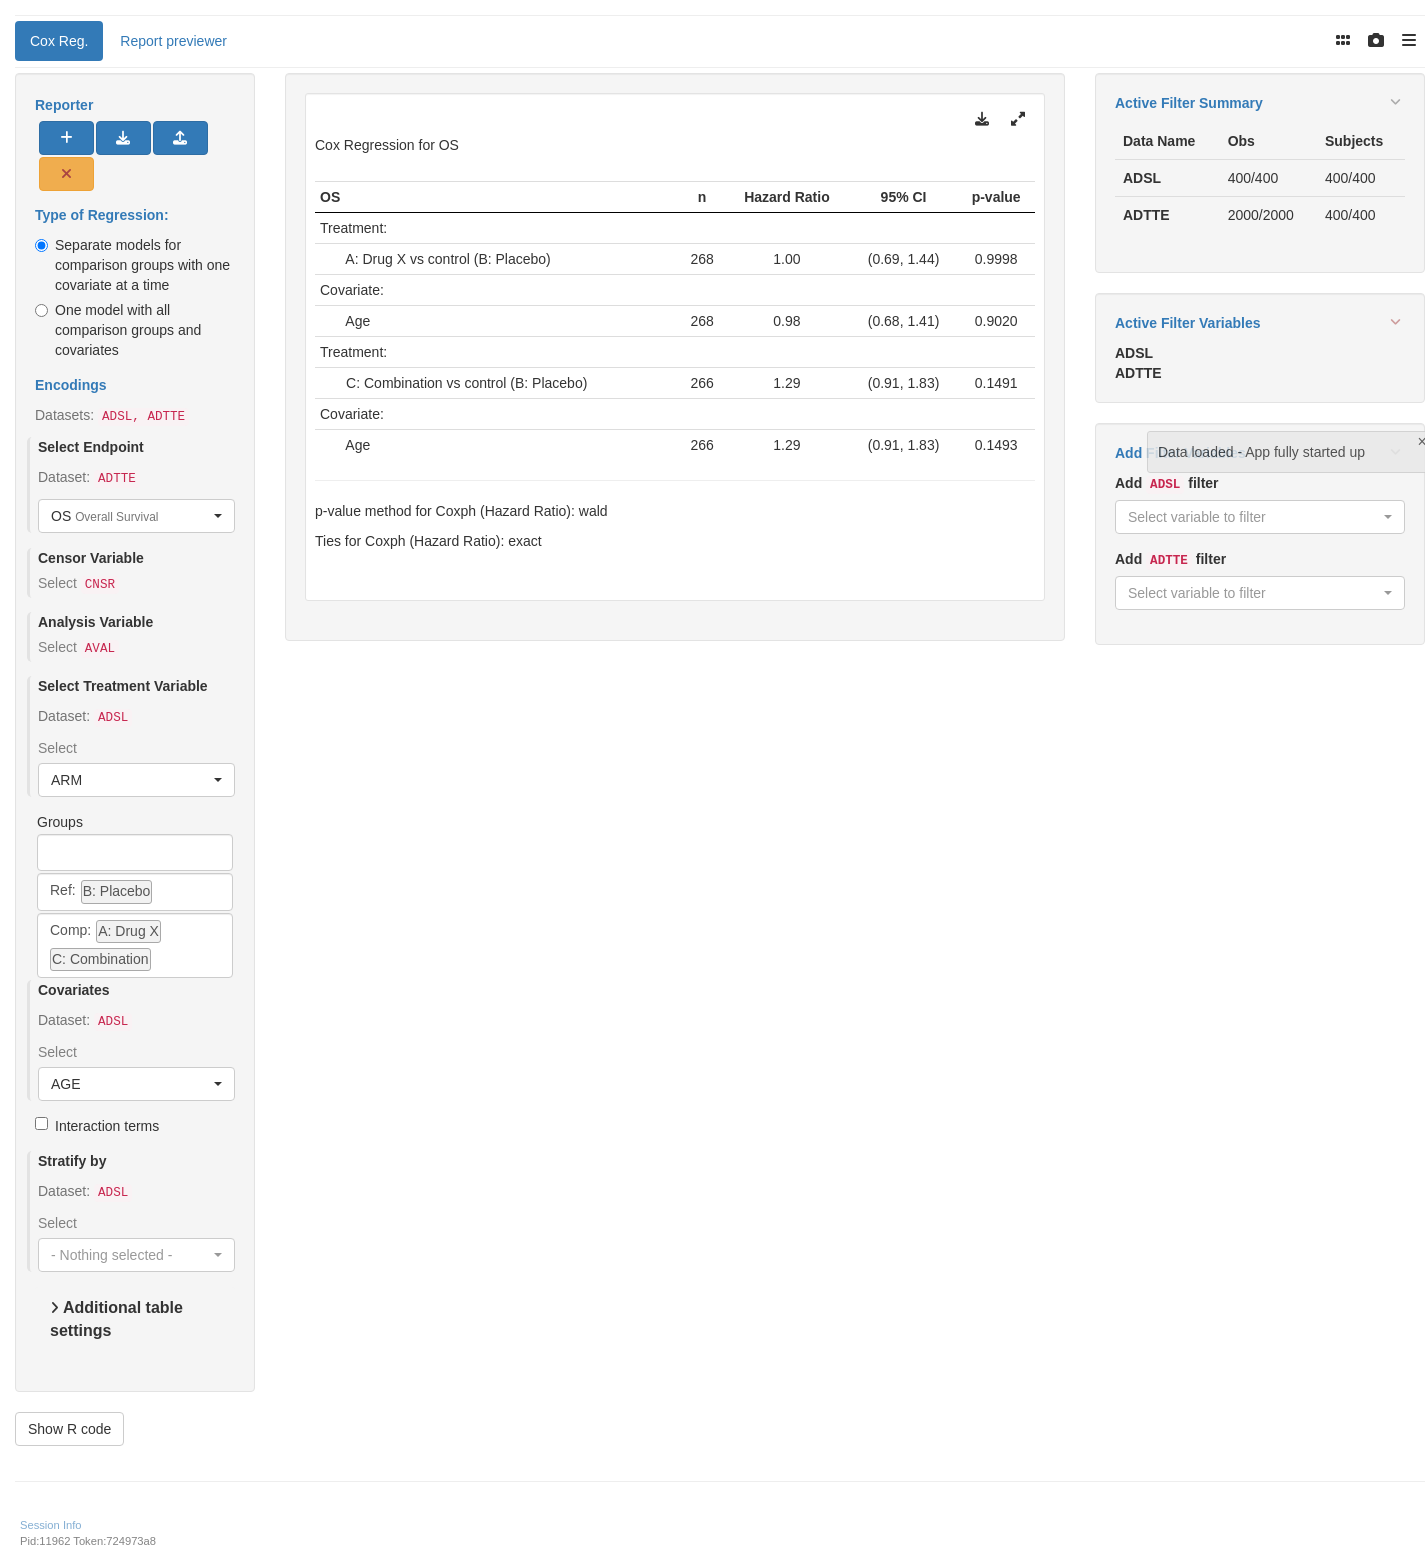 Cox Reg.
Report previewer
Reporter
Type of Regression:
Separate models for
comparison groups with one
covariate at a time
One model with all
comparison groups and
covariates
Encodings
Datasets: ADSL, ADTTE
Select Endpoint
Dataset: ADTTE
OS Overall Survival
Censor Variable
Select CNSR
Analysis Variable
Select AVAL
Select Treatment Variable
Dataset: ADSL
Select
ARM
Groups
Ref: B: Placebo
Comp: A: Drug X
C: Combination
Covariates
Dataset: ADSL
Select
AGE
Interaction terms
Stratify by
Dataset: ADSL
Select
- Nothing selected -
Additional table
settings
Show R code
Cox Regression for OS
OS n Hazard Ratio 95% CI p-value
Treatment:
A: Drug X vs control (B: Placebo) 268 1.00 (0.69, 1.44) 0.9998
Covariate:
Age 268 0.98 (0.68, 1.41) 0.9020
Treatment:
C: Combination vs control (B: Placebo) 266 1.29 (0.91, 1.83) 0.1491
Covariate:
Age 266 1.29 (0.91, 1.83) 0.1493
p-value method for Coxph (Hazard Ratio): wald
Ties for Coxph (Hazard Ratio): exact
Active Filter Summary
Data Name Obs Subjects
ADSL 400/400 400/400
ADTTE 2000/2000 400/400
Active Filter Variables
ADSL
ADTTE
Add
Data loaded - App fully started up
Add ADSL filter
Select variable to filter
Add ADTTE filter
Select variable to filter
Session Info
Pid:11962 Token:724973a8